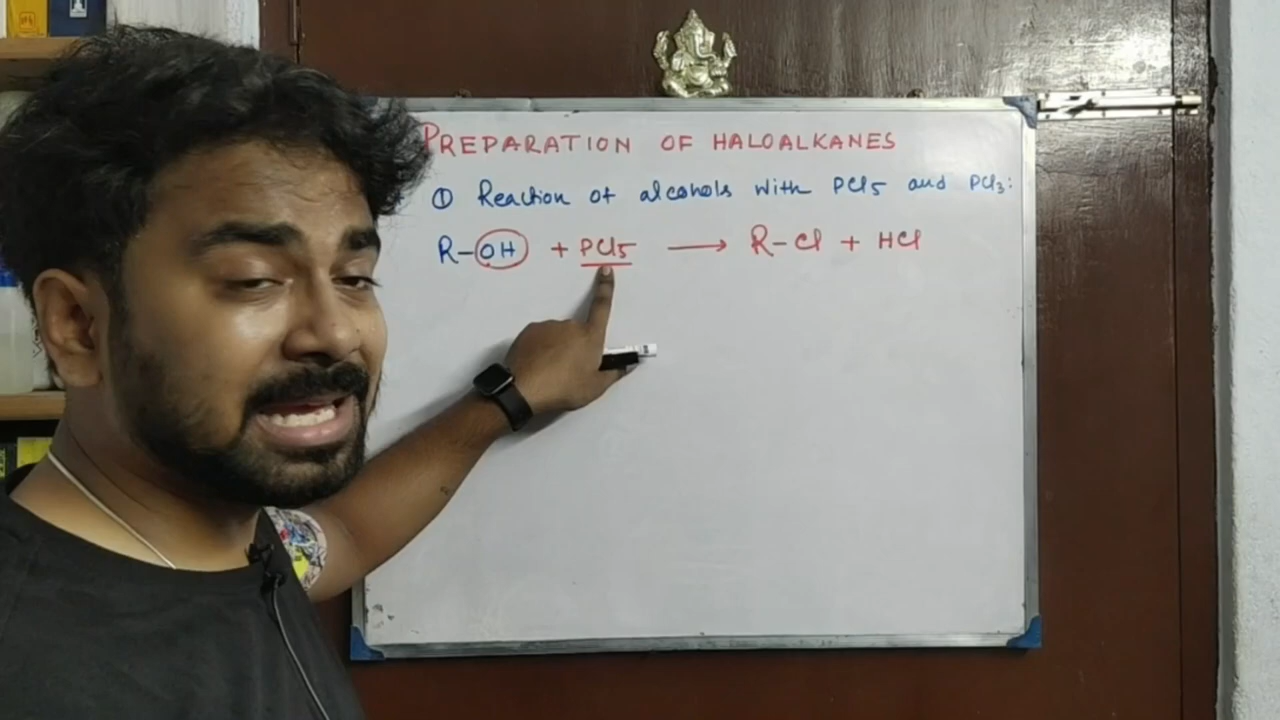 PREPARATION OF HALOALKANES
① Reaction of alcohols with PCl5 and PCl3:
R-OH + PCl5 → R-Cl + HCl